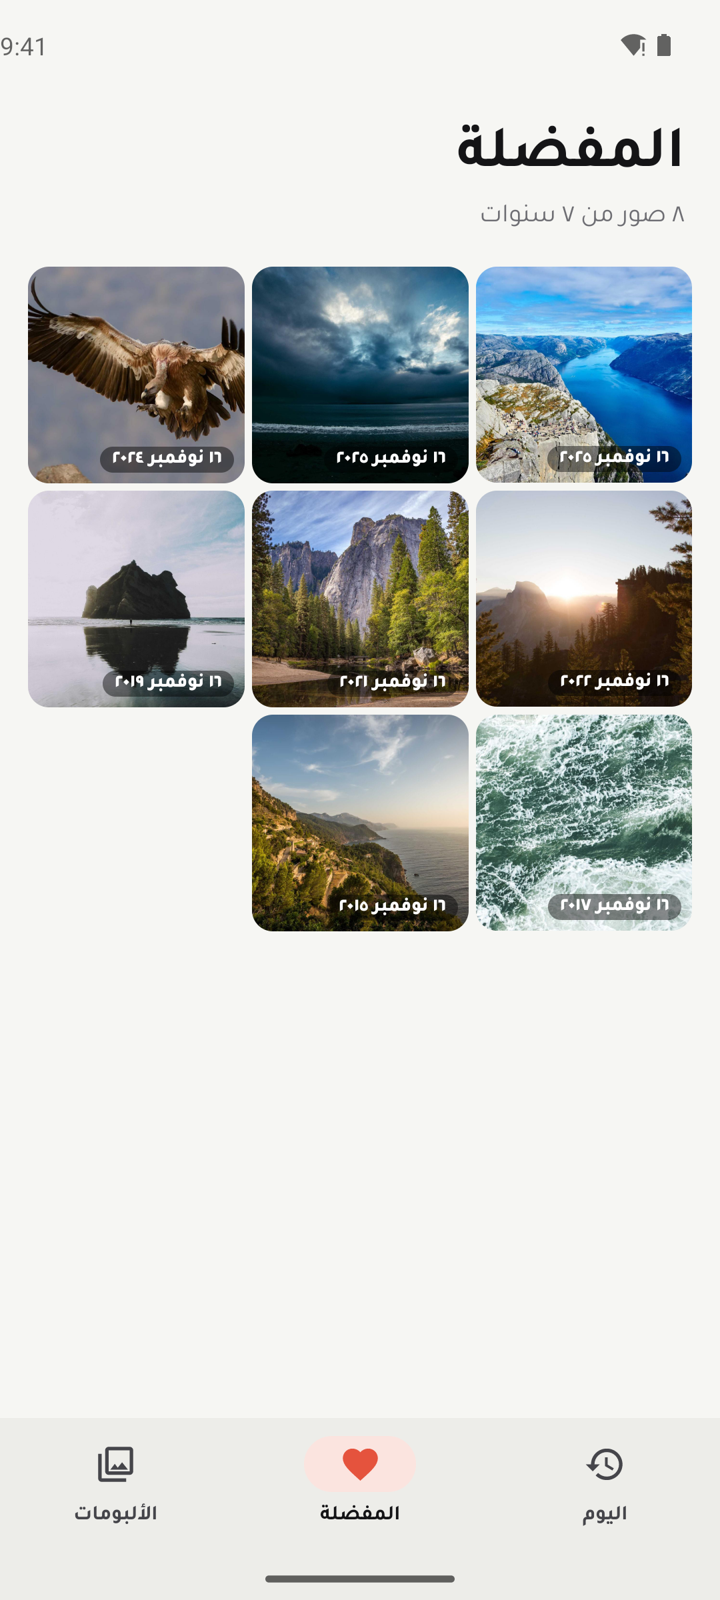 9:41
المفضلة
٨ صور من ٧ سنوات
١٦ نوفمبر ٢٠٢٥
١٦ نوفمبر ٢٠٢٥
١٦ نوفمبر ٢٠٢٤
١٦ نوفمبر ٢٠٢٢
١٦ نوفمبر ٢٠٢١
١٦ نوفمبر ٢٠١٩
١٦ نوفمبر ٢٠١٧
١٦ نوفمبر ٢٠١٥
اليوم
المفضلة
الألبومات